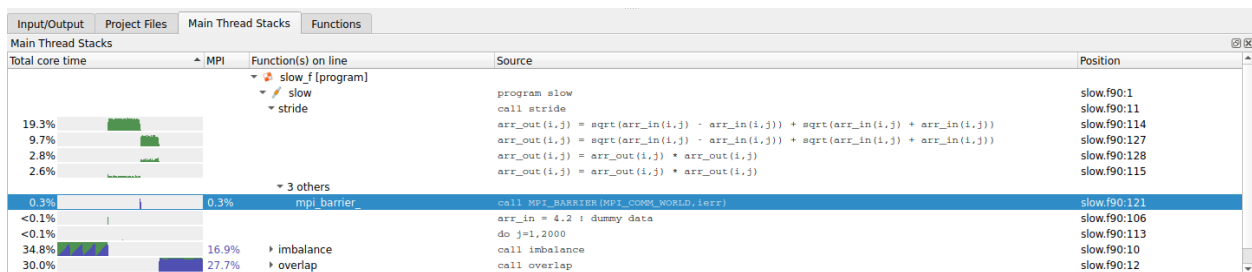 Input/Output Project Files Main Thread Stacks Functions
Main Thread Stacks
Total core time MPI Function(s) on line Source Position
slow_f [program]
slow program slow slow.f90:1
stride call stride slow.f90:11
19.3% arr_out(i,j) = sqrt(arr_in(i,j) - arr_in(i,j)) + sqrt(arr_in(i,j) + arr_in(i,j)) slow.f90:114
9.7% arr_out(i,j) = sqrt(arr_in(i,j) - arr_in(i,j)) + sqrt(arr_in(i,j) + arr_in(i,j)) slow.f90:127
2.8% arr_out(i,j) = arr_out(i,j) * arr_out(i,j) slow.f90:128
2.6% arr_out(i,j) = arr_out(i,j) * arr_out(i,j) slow.f90:115
3 others
0.3% 0.3% mpi_barrier_ call MPI_BARRIER(MPI_COMM_WORLD,ierr) slow.f90:121
<0.1% arr_in = 4.2 ! dummy data slow.f90:106
<0.1% do j=1,2000 slow.f90:113
34.8% 16.9% imbalance call imbalance slow.f90:10
30.0% 27.7% overlap call overlap slow.f90:12